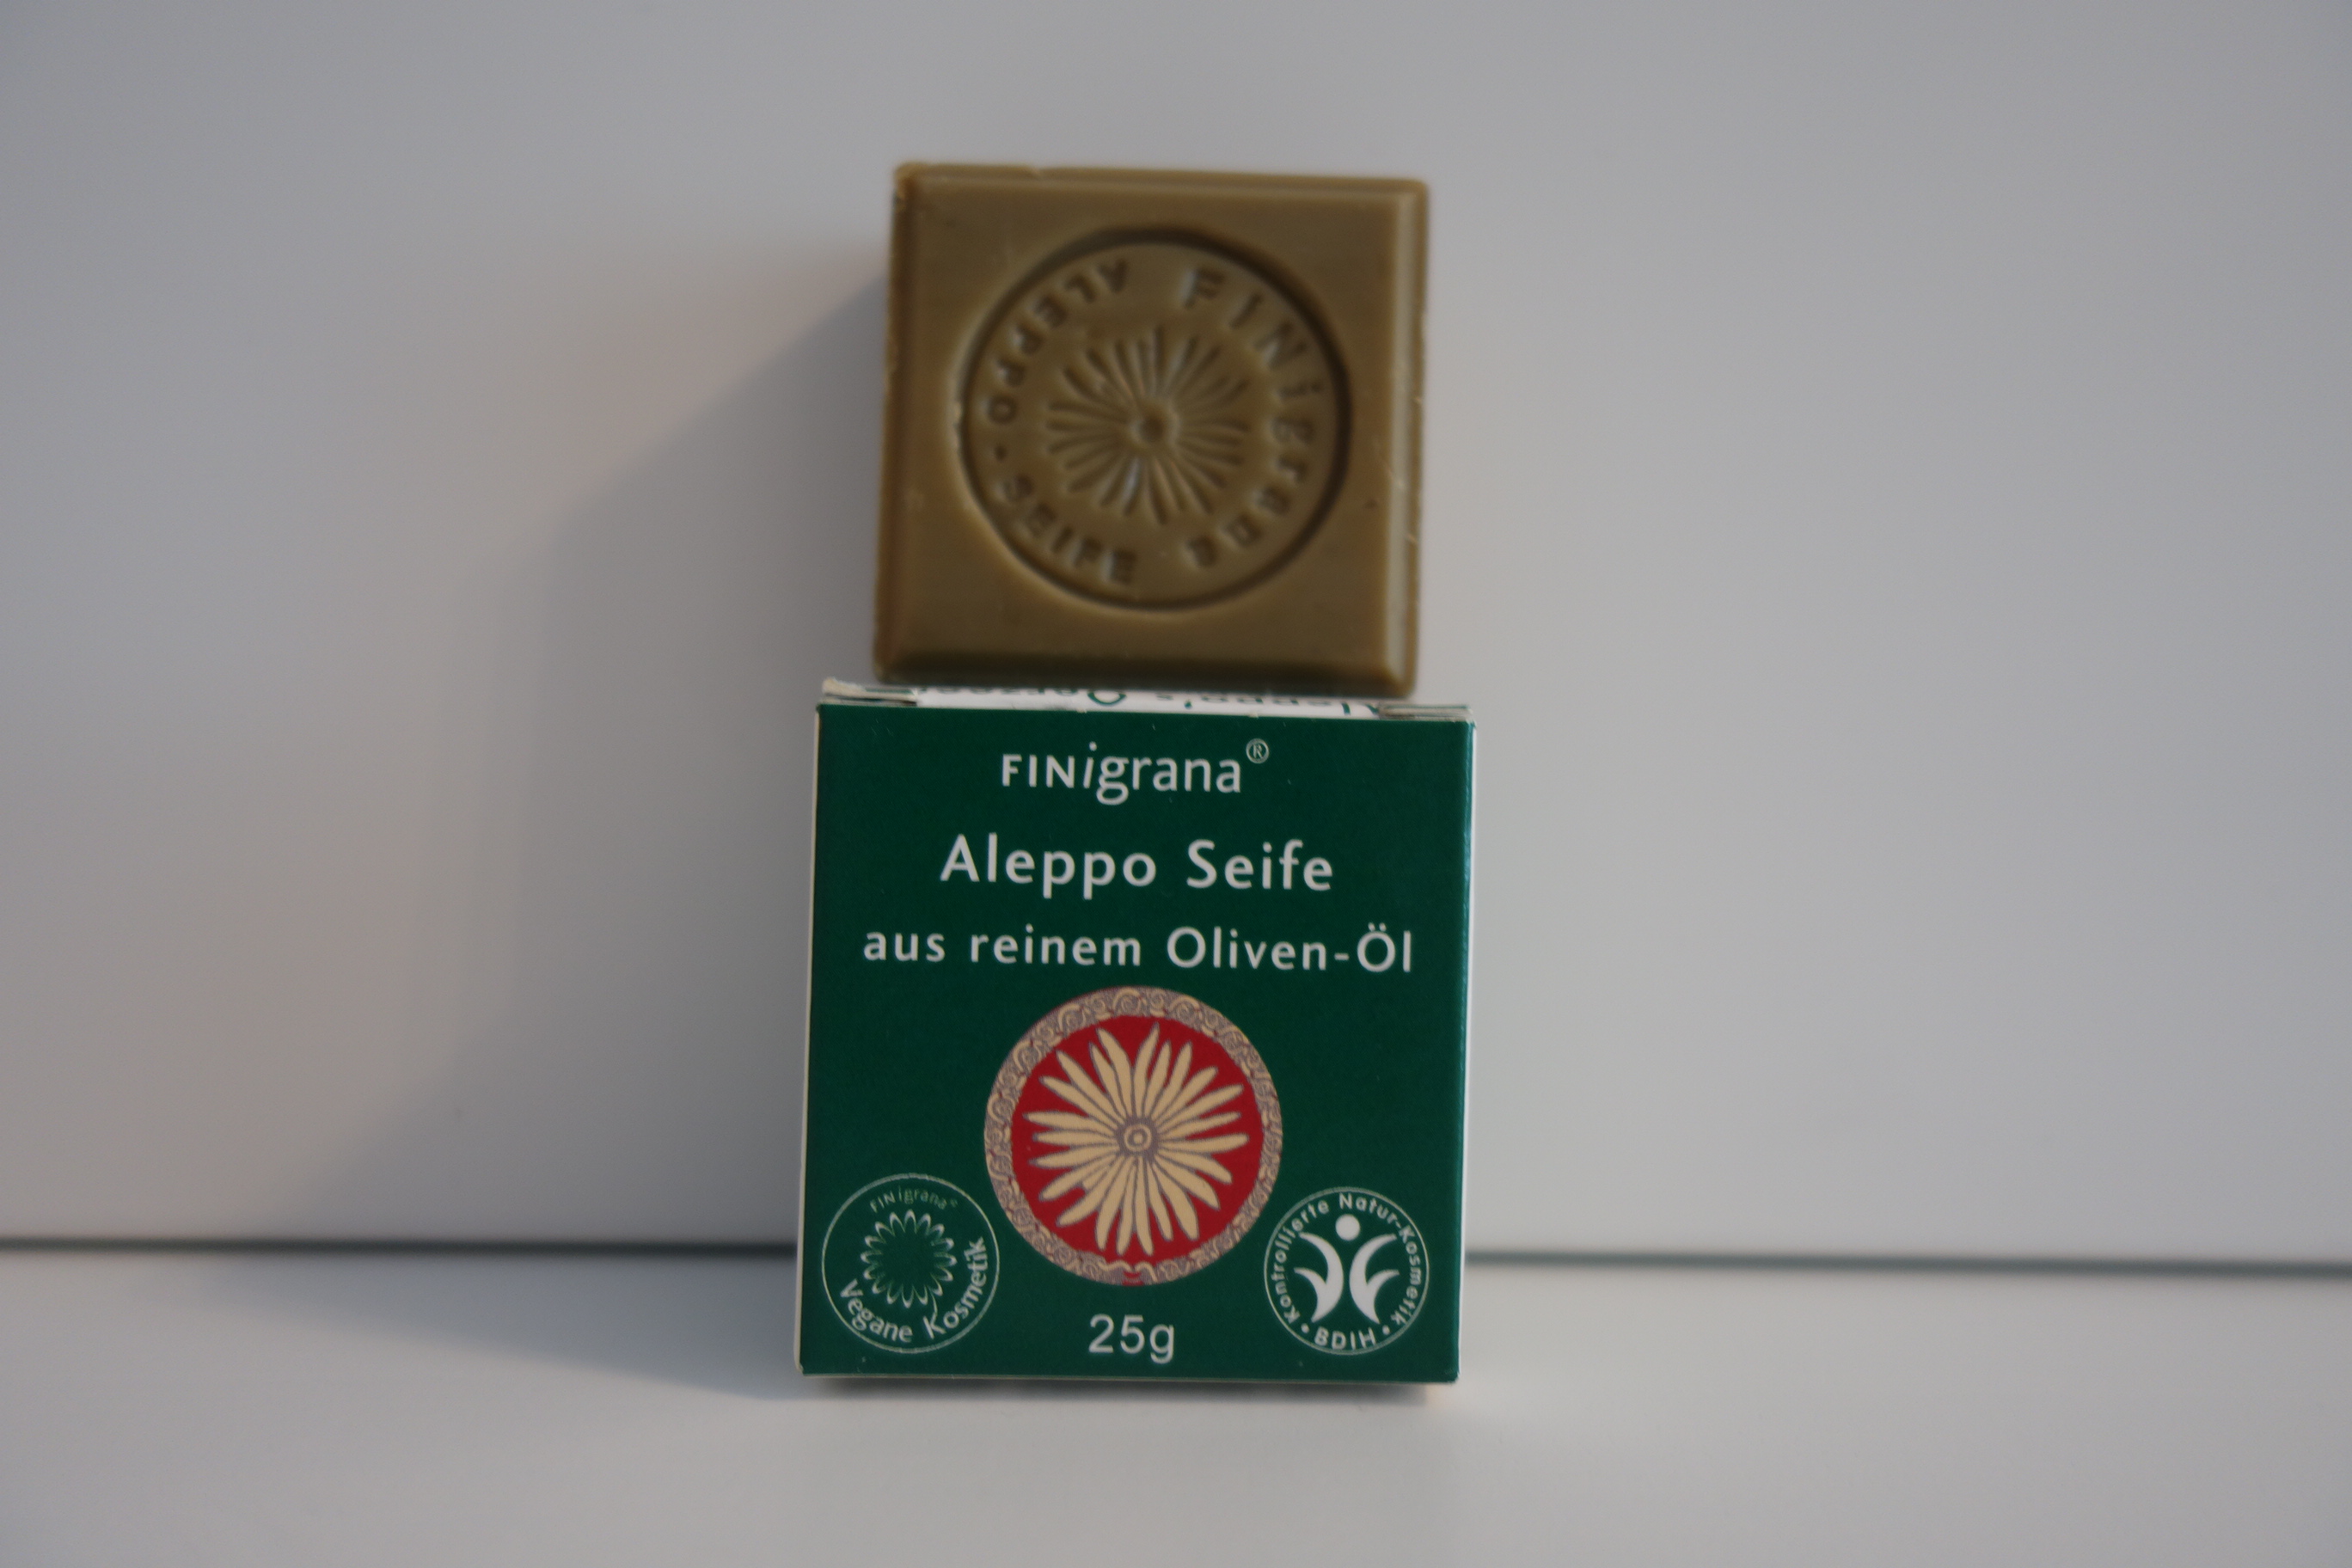 FINigrana
ALEPPO · SEIFE
FINigrana®
Aleppo Seife
aus reinem Oliven-Öl
FINigrana®
Vegane Kosmetik
Kontrollierte Natur-Kosmetik
• BDIH •
25g